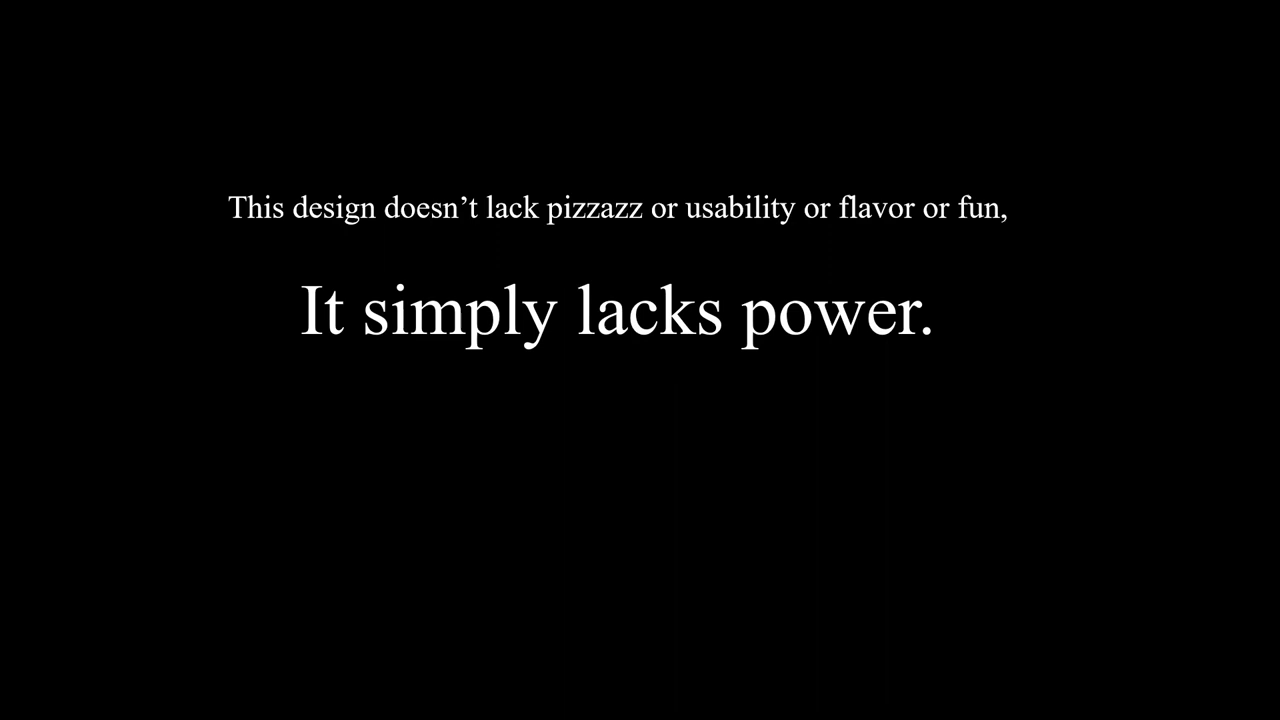 This design doesn’t lack pizzazz or usability or flavor or fun,
It simply lacks power.